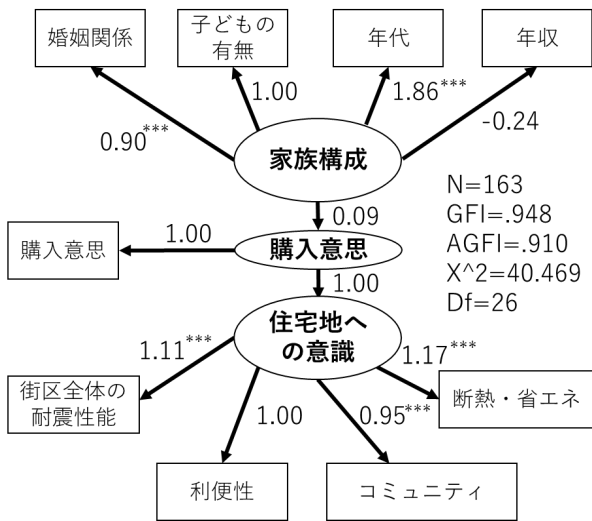 婚姻関係
子どもの
有無
年代
年収
1.00
1.86***
0.90***
-0.24
家族構成
N=163
GFI=.948
AGFI=.910
X^2=40.469
Df=26
0.09
購入意思
1.00
購入意思
1.00
住宅地へ
の意識
1.11***
1.17***
街区全体の
耐震性能
1.00
0.95***
断熱・省エネ
利便性
コミュニティ